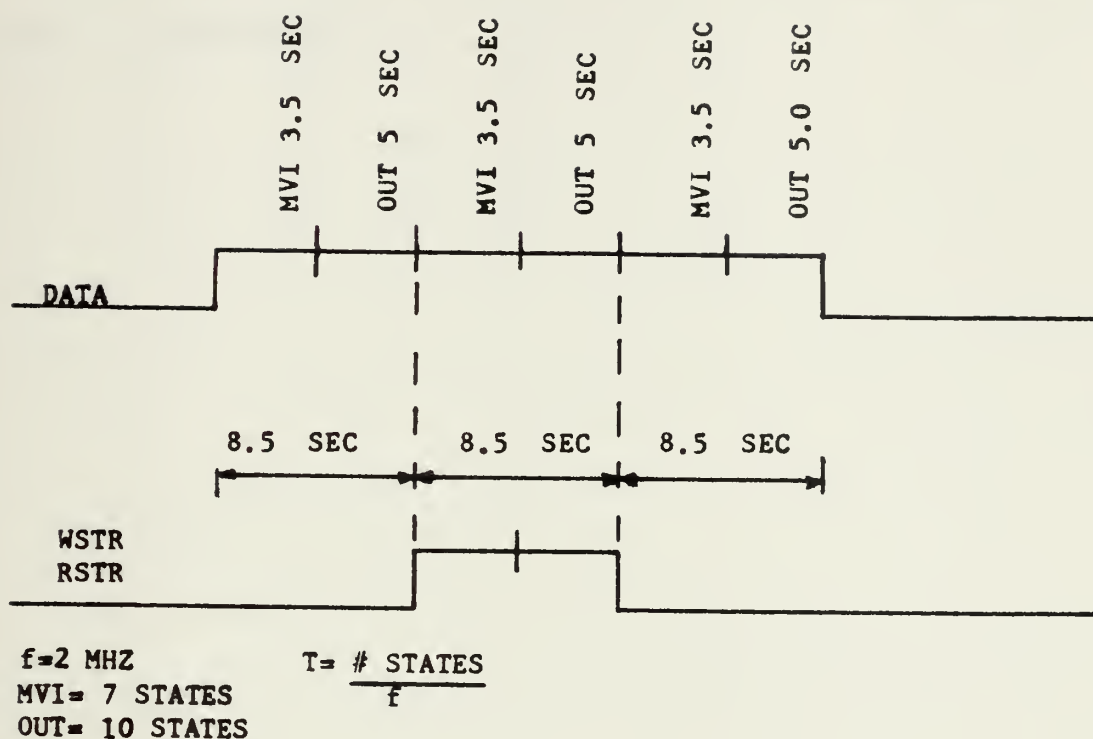 MVI 3.5 SEC
OUT 5 SEC
MVI 3.5 SEC
OUT 5 SEC
MVI 3.5 SEC
OUT 5.0 SEC
DATA
8.5 SEC
8.5 SEC
8.5 SEC
WSTR
RSTR
f=2 MHZ
T= # STATES
f
MVI= 7 STATES
OUT= 10 STATES